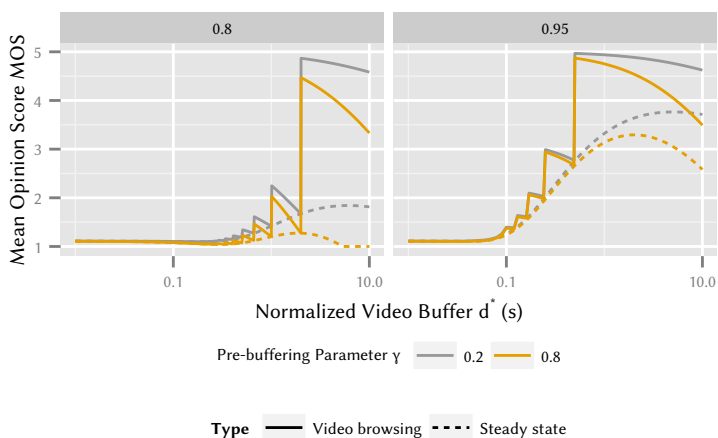 0.8 0.95
5
4
3
2
1
Mean Opinion Score MOS
0.1 10.0 0.1 10.0
Normalized Video Buffer d* (s)
Pre-buffering Parameter γ 0.2 0.8
Type Video browsing Steady state